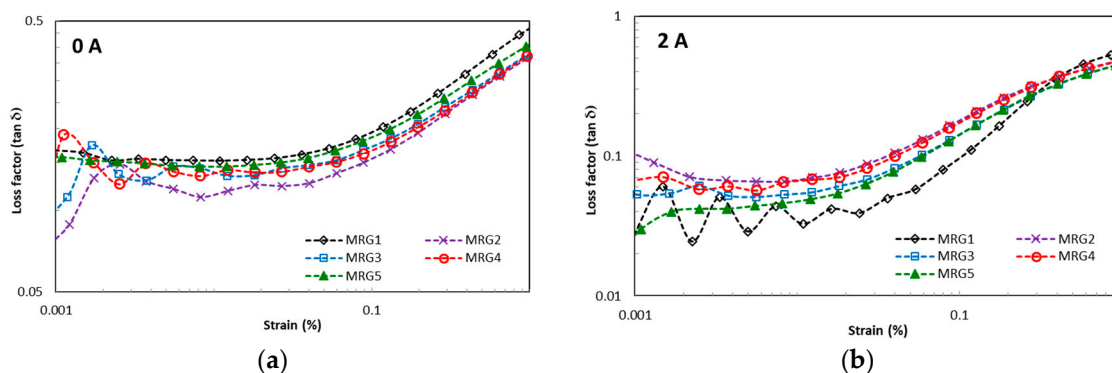 0 A
0.5
0.05
Loss factor (tan δ)
0.001
0.1
Strain (%)
MRG1
MRG2
MRG3
MRG4
MRG5
(a)
2 A
1
0.1
0.01
Loss factor (tan δ)
0.001
0.1
Strain (%)
MRG1
MRG2
MRG3
MRG4
MRG5
(b)